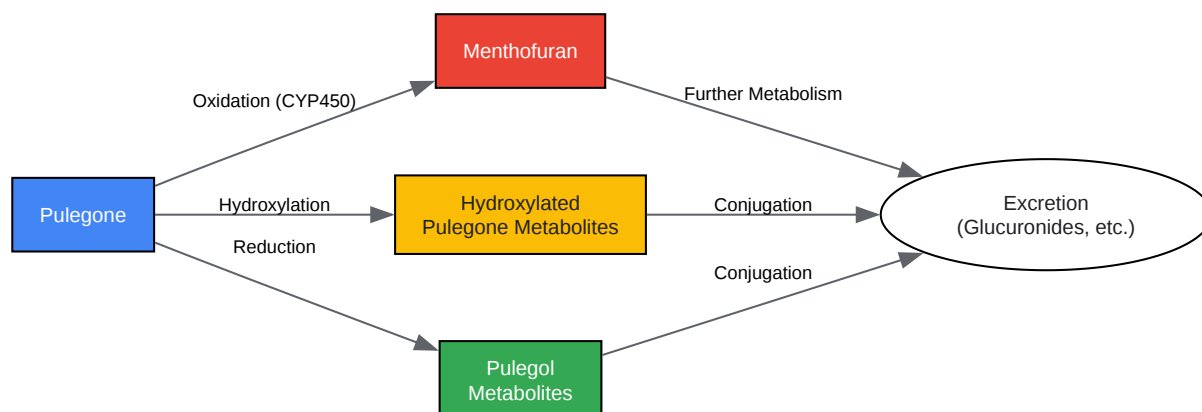 Menthofuran
Oxidation (CYP450)
Further Metabolism
Pulegone
Hydroxylation
Hydroxylated
Pulegone Metabolites
Conjugation
Excretion
(Glucuronides, etc.)
Reduction
Conjugation
Pulegol
Metabolites